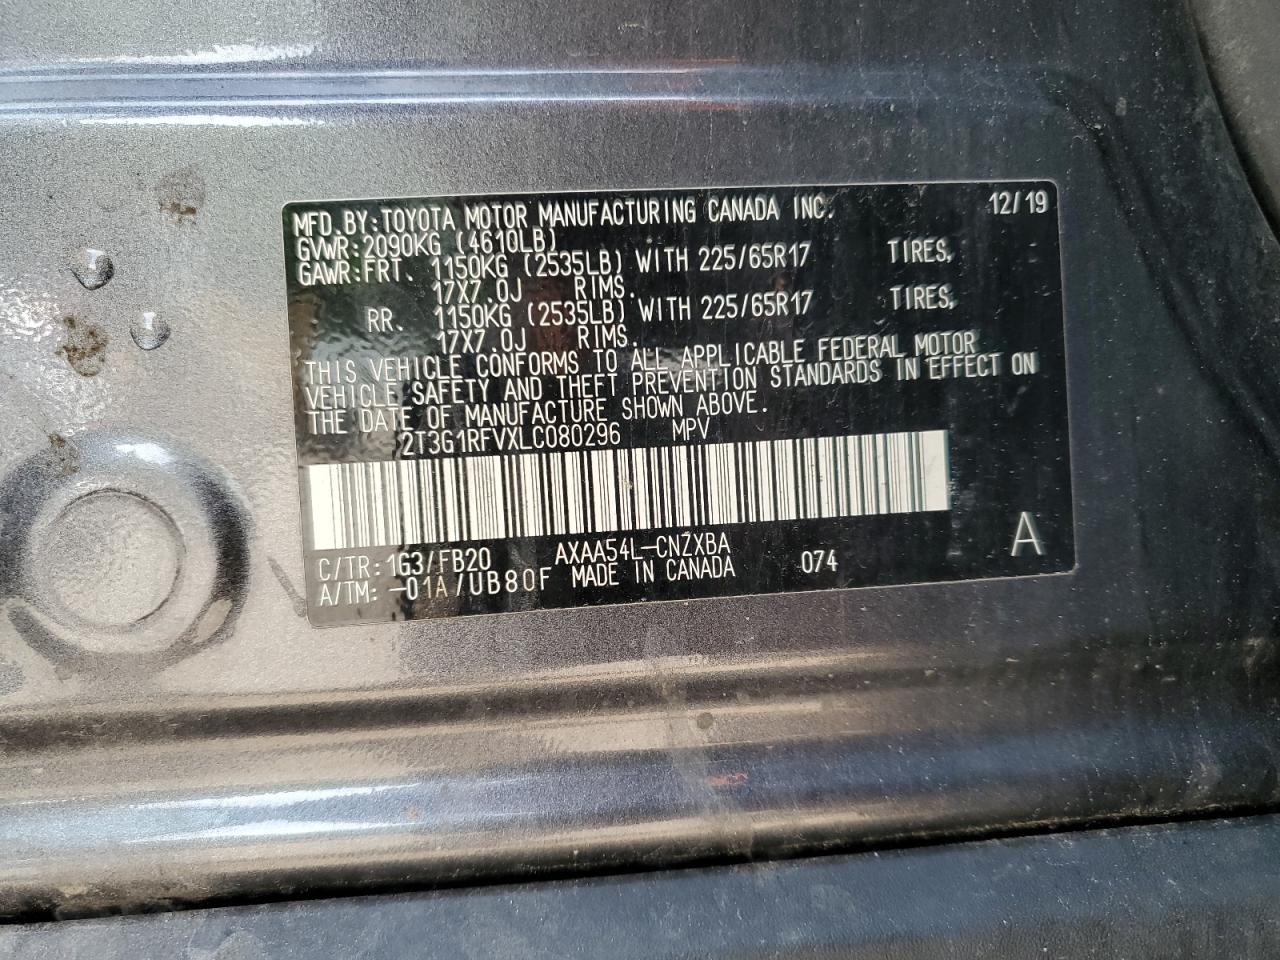 MFD.BY:TOYOTA MOTOR MANUFACTURING CANADA INC. 12/19
GVWR:2090KG (4610LB)
GAWR:FRT. 1150KG (2535LB) WITH 225/65R17 TIRES,
17X7.0J RIMS.
RR. 1150KG (2535LB) WITH 225/65R17 TIRES,
17X7.0J RIMS.
THIS VEHICLE CONFORMS TO ALL APPLICABLE FEDERAL MOTOR
VEHICLE SAFETY AND THEFT PREVENTION STANDARDS IN EFFECT ON
THE DATE OF MANUFACTURE SHOWN ABOVE.
2T3G1RFVXLC080296 MPV
C/TR:1G3/FB20 AXAA54L-CNZXBA 074 A
A/TM:-01A/UB80F MADE IN CANADA